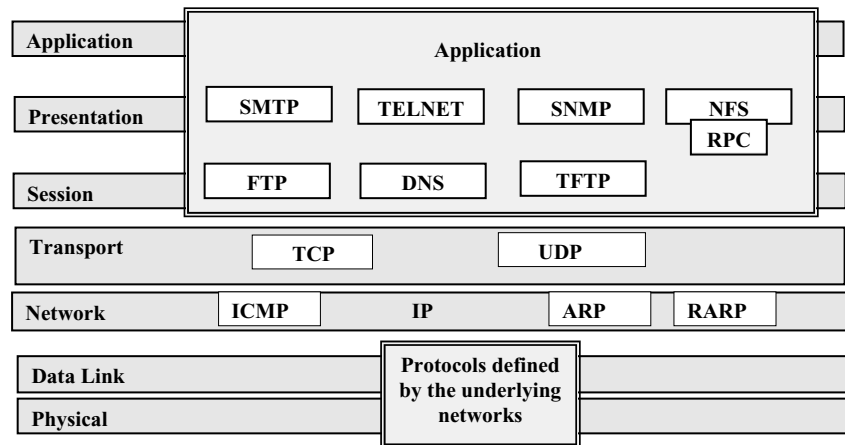 Application
Application
SMTP TELNET SNMP NFS
Presentation
RPC
FTP DNS TFTP
Session
Transport
TCP UDP
Network ICMP IP ARP RARP
Protocols defined
Data Link
by the underlying
networks
Physical